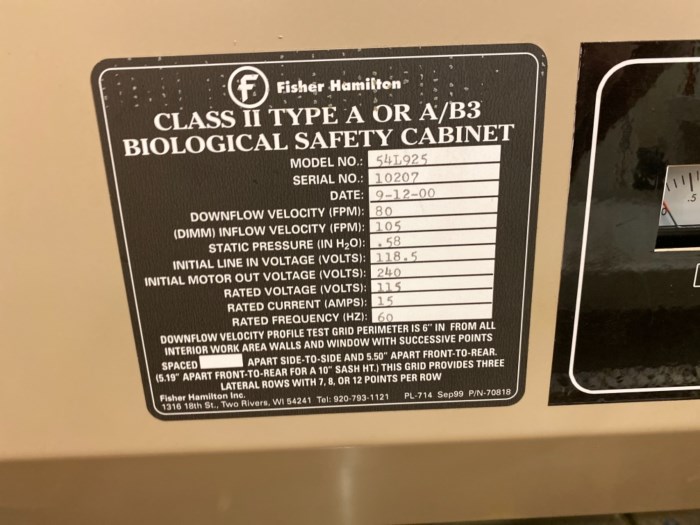 F Fisher Hamilton
CLASS II TYPE A OR A/B3
BIOLOGICAL SAFETY CABINET
MODEL NO.: 54L925
SERIAL NO.: 10207
DATE: 9-12-00
DOWNFLOW VELOCITY (FPM): 80
(DIMM) INFLOW VELOCITY (FPM): 105
STATIC PRESSURE (IN H₂O): .58
INITIAL LINE IN VOLTAGE (VOLTS): 118.5
INITIAL MOTOR OUT VOLTAGE (VOLTS): 240
RATED VOLTAGE (VOLTS): 115
RATED CURRENT (AMPS): 15
RATED FREQUENCY (HZ): 60
DOWNFLOW VELOCITY PROFILE TEST GRID PERIMETER IS 6" IN FROM ALL
INTERIOR WORK AREA WALLS AND WINDOW WITH SUCCESSIVE POINTS
SPACED APART SIDE-TO-SIDE AND 5.50" APART FRONT-TO-REAR.
(5.19" APART FRONT-TO-REAR FOR A 10" SASH HT.) THIS GRID PROVIDES THREE
LATERAL ROWS WITH 7, 8, OR 12 POINTS PER ROW
Fisher Hamilton Inc.
1316 18th St., Two Rivers, WI 54241 Tel: 920-793-1121 PL-714 Sep99 P/N-70818
0 .5